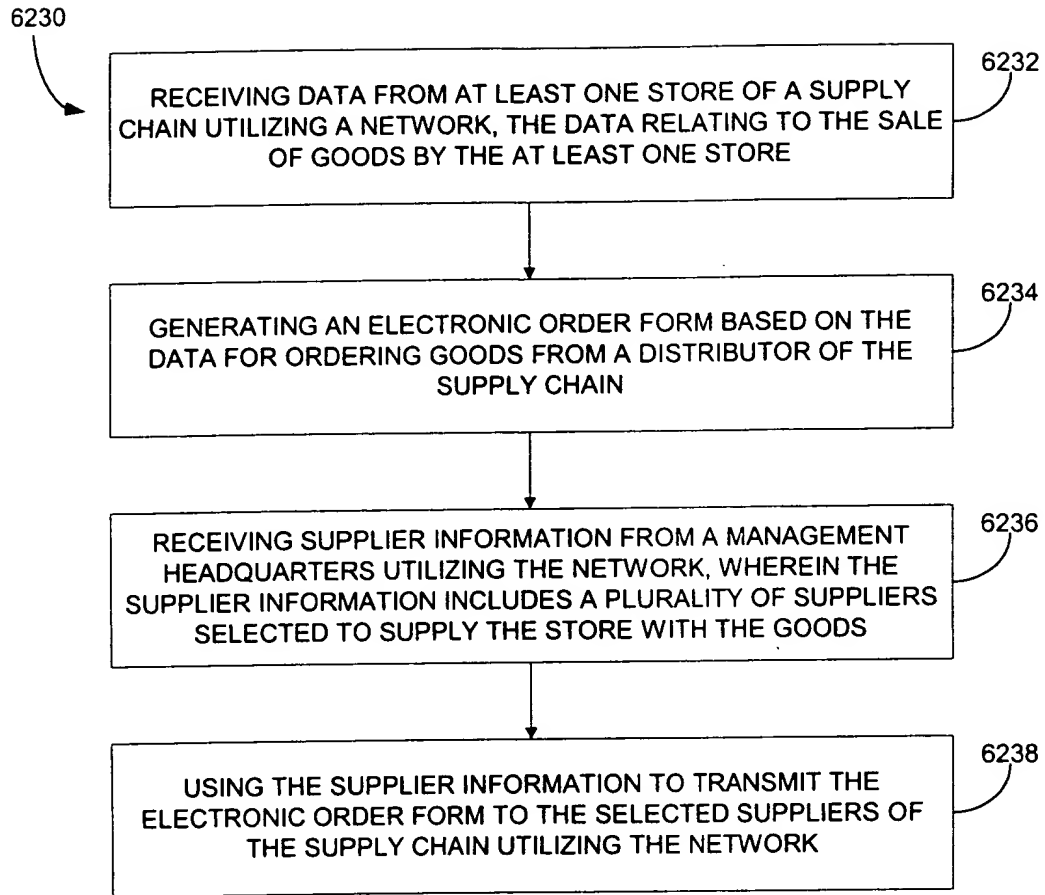 6230
6232
RECEIVING DATA FROM AT LEAST ONE STORE OF A SUPPLY
CHAIN UTILIZING A NETWORK, THE DATA RELATING TO THE SALE
OF GOODS BY THE AT LEAST ONE STORE
6234
GENERATING AN ELECTRONIC ORDER FORM BASED ON THE
DATA FOR ORDERING GOODS FROM A DISTRIBUTOR OF THE
SUPPLY CHAIN
6236
RECEIVING SUPPLIER INFORMATION FROM A MANAGEMENT
HEADQUARTERS UTILIZING THE NETWORK, WHEREIN THE
SUPPLIER INFORMATION INCLUDES A PLURALITY OF SUPPLIERS
SELECTED TO SUPPLY THE STORE WITH THE GOODS
6238
USING THE SUPPLIER INFORMATION TO TRANSMIT THE
ELECTRONIC ORDER FORM TO THE SELECTED SUPPLIERS OF
THE SUPPLY CHAIN UTILIZING THE NETWORK